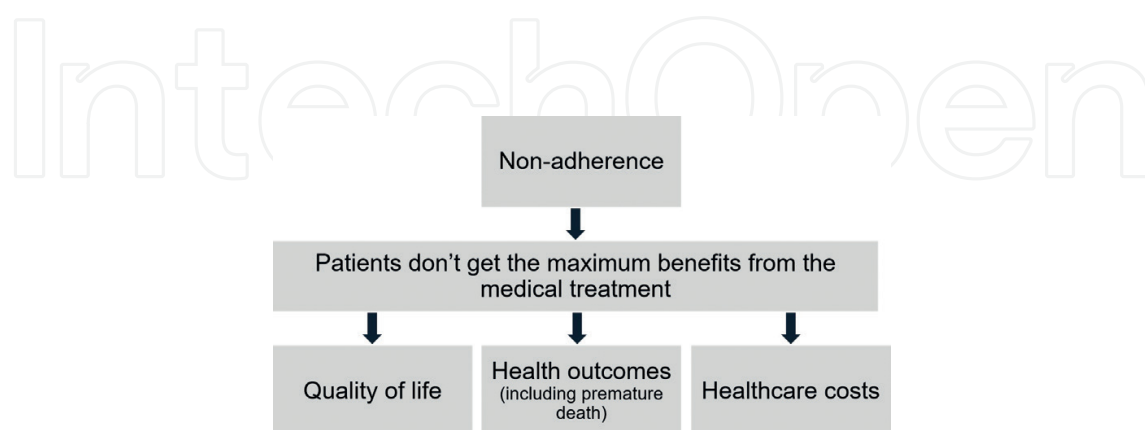 IntechOpen
Non-adherence
Patients don't get the maximum benefits from the
medical treatment
Quality of life
Health outcomes
(including premature
death)
Healthcare costs